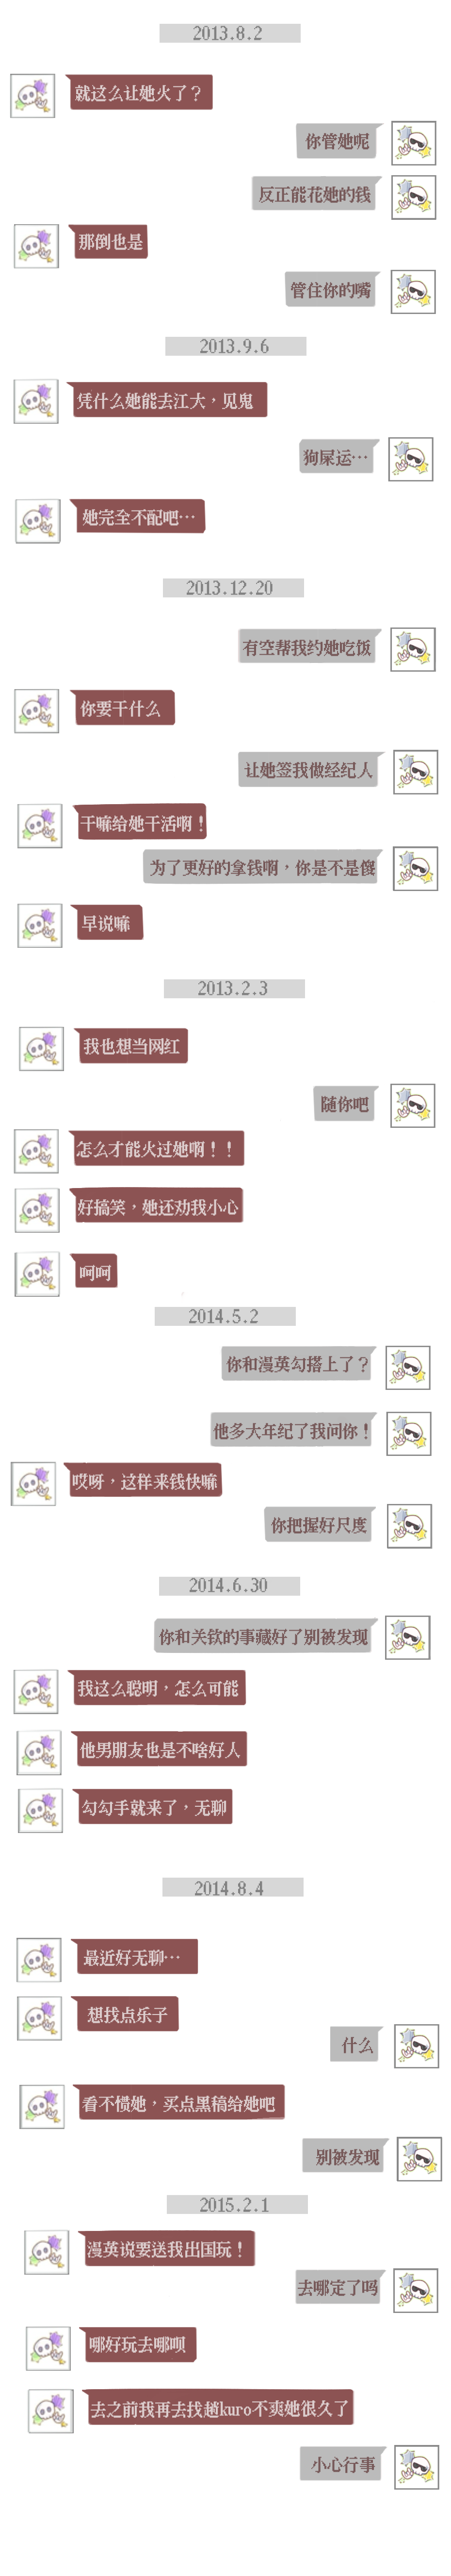 2013.8.2
就这么让她火了？
你管她呢
反正能花她的钱
那倒也是
管住你的嘴
2013.9.6
凭什么她能去江大，见鬼
狗屎运…
她完全不配吧…
2013.12.20
有空帮我约她吃饭
你要干什么
让她签我做经纪人
干嘛给她干活啊！
为了更好的拿钱啊，你是不是傻
早说嘛
2013.2.3
我也想当网红
随你吧
怎么才能火过她啊！！
好搞笑，她还劝我小心
呵呵
2014.5.2
你和漫英勾搭上了？
他多大年纪了我问你！
哎呀，这样来钱快嘛
你把握好尺度
2014.6.30
你和关钦的事藏好了别被发现
我这么聪明，怎么可能
他男朋友也是不啥好人
勾勾手就来了，无聊
2014.8.4
最近好无聊…
想找点乐子
什么
看不惯她，买点黑稿给她吧
别被发现
2015.2.1
漫英说要送我出国玩！
去哪定了吗
哪好玩去哪呗
去之前我再去找趟kuro不爽她很久了
小心行事